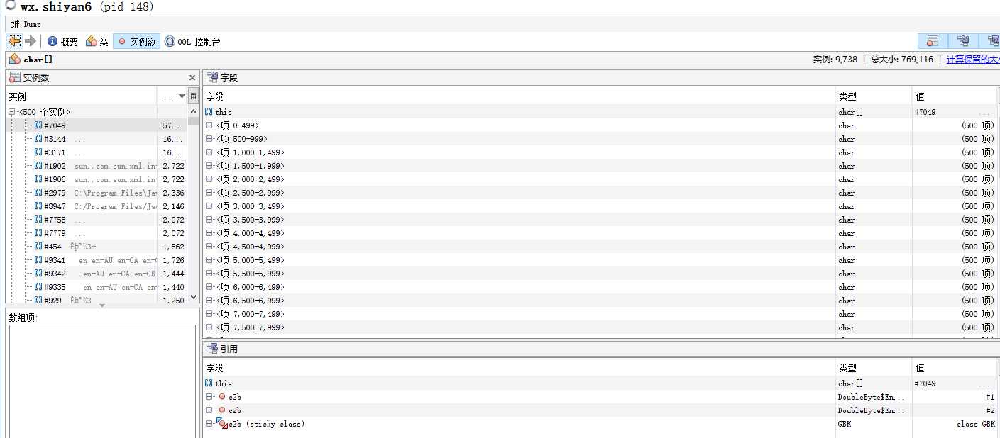 wx.shiyan6 (pid 148)
堆 Dump
概要 类 实例数 OQL 控制台
char[] 实例: 9,738 | 总大小: 769,116 | 计算保留的大
实例数
实例 ...
<500 个实例>
#7049 57...
#3144 ... 16...
#3171 ... 16...
#1902 sun.,com.sun.xml.in 2,722
#1906 sun.,com.sun.xml.in 2,722
#2979 C:\Program Files\Jav 2,336
#8947 C:/Program Files/Jav 2,146
#7758 ... 2,072
#7779 ... 2,072
#454 Êþ°¾3+ 1,862
#9341 en en-AU en-CA en- 1,726
#9342 en-AU en-CA en-GB 1,444
#9335 en en-AU en-CA en- 1,440
#929 Êþ°¾3 1,250
数组项:
字段
字段 类型 值
this char[] #7049 ...
<项 0-499> char (500 项)
<项 500-999> char (500 项)
<项 1,000-1,499> char (500 项)
<项 1,500-1,999> char (500 项)
<项 2,000-2,499> char (500 项)
<项 2,500-2,999> char (500 项)
<项 3,000-3,499> char (500 项)
<项 3,500-3,999> char (500 项)
<项 4,000-4,499> char (500 项)
<项 4,500-4,999> char (500 项)
<项 5,000-5,499> char (500 项)
<项 5,500-5,999> char (500 项)
<项 6,000-6,499> char (500 项)
<项 6,500-6,999> char (500 项)
<项 7,000-7,499> char (500 项)
<项 7,500-7,999> char (500 项)
引用
字段 类型 值
this char[] #7049 ...
c2b DoubleByte$En... #1
c2b DoubleByte$En... #2
c2b (sticky class) GBK class GBK